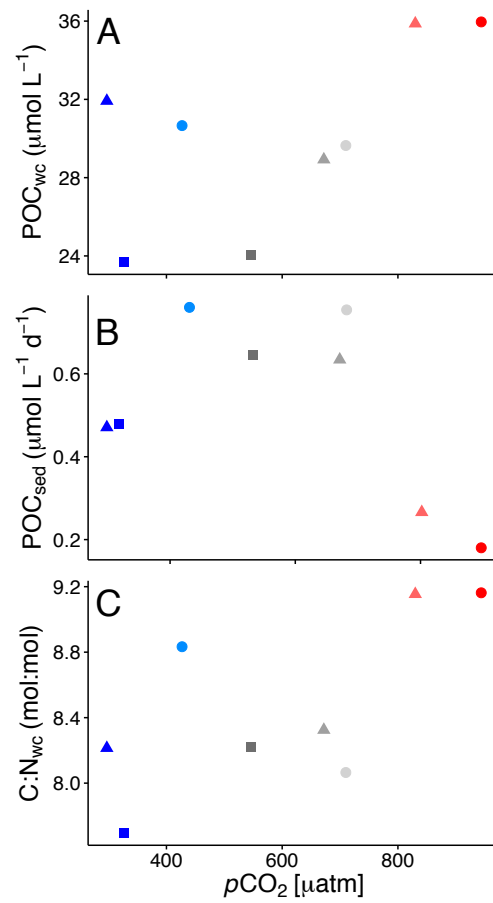 A
36
32
28
24
POCwc (μmol L⁻¹)
B
0.6
0.4
0.2
POCsed (μmol L⁻¹ d⁻¹)
C
9.2
8.8
8.4
8.0
C:Nwc (mol:mol)
400 600 800
pCO₂ [μatm]